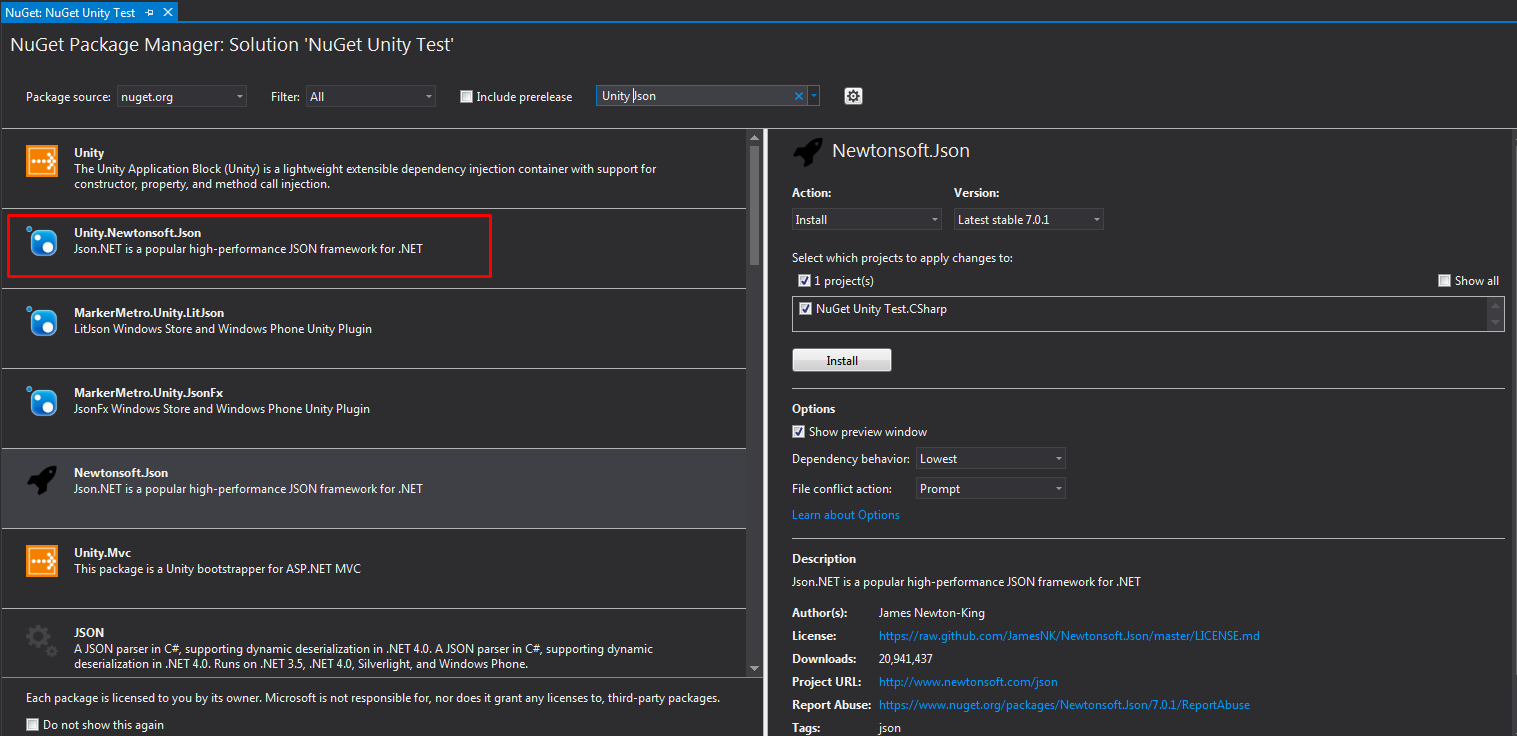 NuGet: NuGet Unity Test
NuGet Package Manager: Solution 'NuGet Unity Test'
Package source: nuget.org Filter: All Include prerelease Unity Json
Unity
The Unity Application Block (Unity) is a lightweight extensible dependency injection container with support for
constructor, property, and method call injection.
Unity.Newtonsoft.Json
Json.NET is a popular high-performance JSON framework for .NET
MarkerMetro.Unity.LitJson
LitJson Windows Store and Windows Phone Unity Plugin
MarkerMetro.Unity.JsonFx
JsonFx Windows Store and Windows Phone Unity Plugin
Newtonsoft.Json
Json.NET is a popular high-performance JSON framework for .NET
Unity.Mvc
This package is a Unity bootstrapper for ASP.NET MVC
JSON
A JSON parser in C#, supporting dynamic deserialization in .NET 4.0. A JSON parser in C#, supporting dynamic
deserialization in .NET 4.0. Runs on .NET 3.5, .NET 4.0, Silverlight, and Windows Phone.
Each package is licensed to you by its owner. Microsoft is not responsible for, nor does it grant any licenses to, third-party packages.
Do not show this again
Newtonsoft.Json
Action: Version:
Install Latest stable 7.0.1
Select which projects to apply changes to:
1 project(s) Show all
NuGet Unity Test.CSharp
Install
Options
Show preview window
Dependency behavior: Lowest
File conflict action: Prompt
Learn about Options
Description
Json.NET is a popular high-performance JSON framework for .NET
Author(s): James Newton-King
License: https://raw.github.com/JamesNK/Newtonsoft.Json/master/LICENSE.md
Downloads: 20,941,437
Project URL: http://www.newtonsoft.com/json
Report Abuse: https://www.nuget.org/packages/Newtonsoft.Json/7.0.1/ReportAbuse
Tags: json